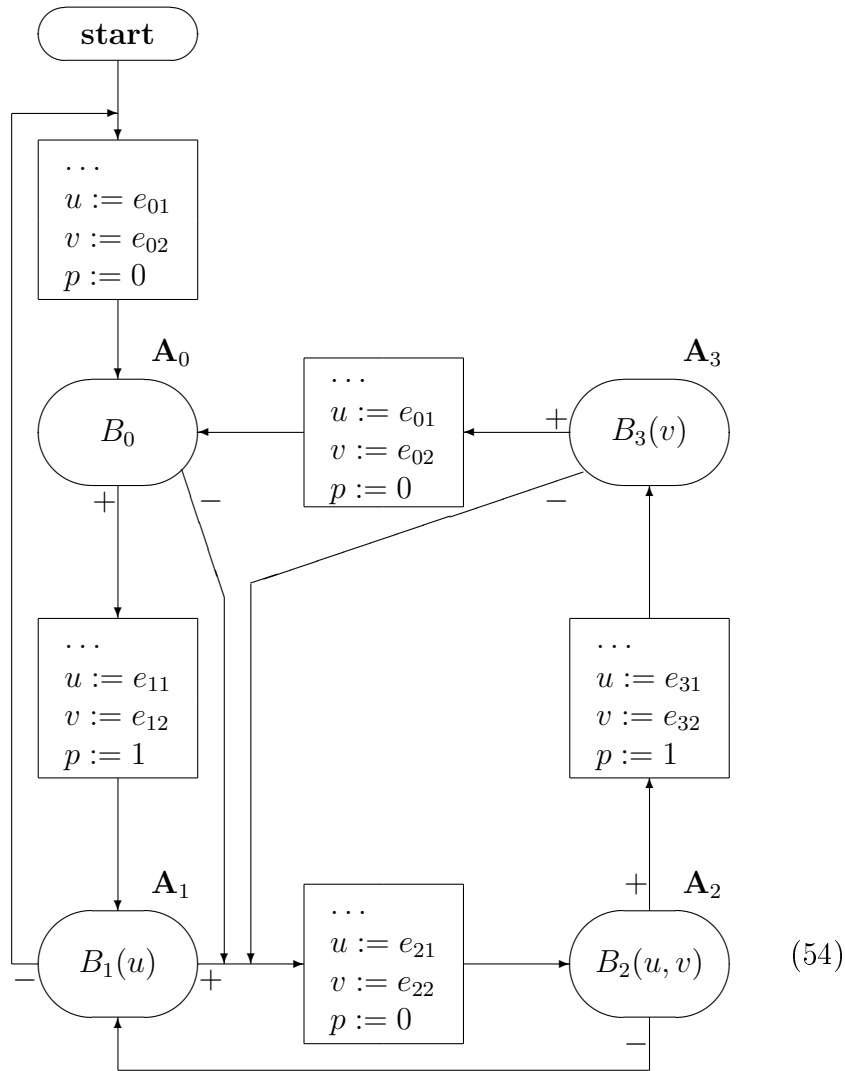 start
...
u := e₀₁
v := e₀₂
p := 0
A₀
A₃
B₀
...
u := e₀₁
v := e₀₂
p := 0
+
B₃(v)
+
−
−
...
u := e₁₁
v := e₁₂
p := 1
...
u := e₃₁
v := e₃₂
p := 1
A₁
+
A₂
B₁(u)
−
+
...
u := e₂₁
v := e₂₂
p := 0
B₂(u, v)
−
(54)